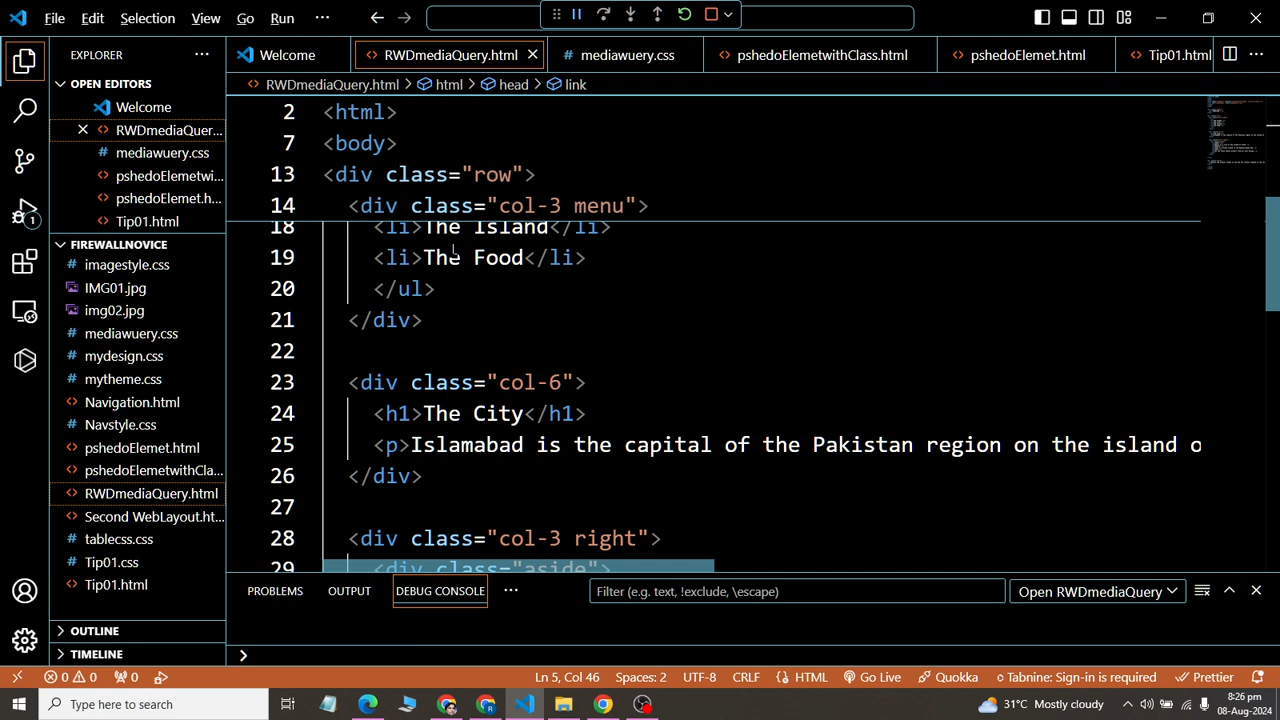 File Edit Selection View Go Run ···
EXPLORER ···
OPEN EDITORS
Welcome
RWDmediaQuer...
mediawuery.css
pshedoElemetwi...
pshedoElemet.h...
Tip01.html
FIREWALLNOVICE
imagestyle.css
IMG01.jpg
img02.jpg
mediawuery.css
mydesign.css
mytheme.css
Navigation.html
Navstyle.css
pshedoElemet.html
pshedoElemetwithCla...
RWDmediaQuery.html
Second WebLayout.ht...
tablecss.css
Tip01.css
Tip01.html
OUTLINE
TIMELINE
1
Welcome RWDmediaQuery.html mediawuery.css pshedoElemetwithClass.html pshedoElemet.html Tip01.html ···
RWDmediaQuery.html > html > head > link
2 <html>
7 <body>
13 <div class="row">
14 <div class="col-3 menu">
18 <li>The Island</li>
19 <li>The Food</li>
20 </ul>
21 </div>
22
23 <div class="col-6">
24 <h1>The City</h1>
25 <p>Islamabad is the capital of the Pakistan region on the island o
26 </div>
27
28 <div class="col-3 right">
29 <div class="aside">
PROBLEMS OUTPUT DEBUG CONSOLE ··· Filter (e.g. text, !exclude, \escape) Open RWDmediaQuery
>
0 0 0 Ln 5, Col 46 Spaces: 2 UTF-8 CRLF {} HTML Go Live Quokka Tabnine: Sign-in is required Prettier
Type here to search 31°C Mostly cloudy 8:26 pm
08-Aug-2024